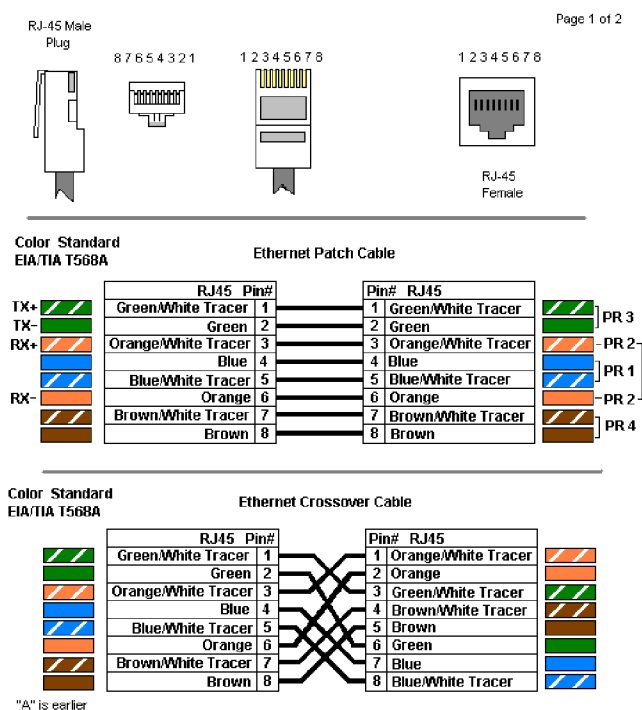 Page 1 of 2
RJ-45 Male
Plug
8 7 6 5 4 3 2 1
1 2 3 4 5 6 7 8
1 2 3 4 5 6 7 8
RJ-45
Female
Color Standard
EIA/TIA T568A
Ethernet Patch Cable
RJ45 Pin#
Pin# RJ45
TX+ Green/White Tracer 1 1 Green/White Tracer
TX- Green 2 2 Green PR 3
RX+ Orange/White Tracer 3 3 Orange/White Tracer PR 2
Blue 4 4 Blue
Blue/White Tracer 5 5 Blue/White Tracer PR 1
RX- Orange 6 6 Orange PR 2
Brown/White Tracer 7 7 Brown/White Tracer
Brown 8 8 Brown PR 4
Color Standard
EIA/TIA T568A
Ethernet Crossover Cable
RJ45 Pin#
Pin# RJ45
Green/White Tracer 1 1 Orange/White Tracer
Green 2 2 Orange
Orange/White Tracer 3 3 Green/White Tracer
Blue 4 4 Brown/White Tracer
Blue/White Tracer 5 5 Brown
Orange 6 6 Green
Brown/White Tracer 7 7 Blue
Brown 8 8 Blue/White Tracer
"A" is earlier